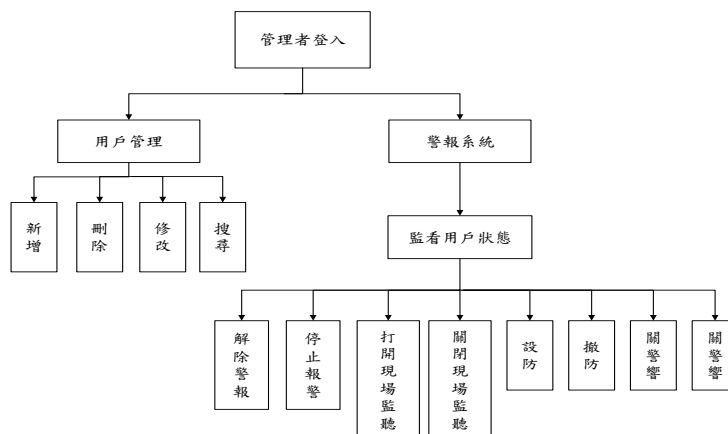 管理者登入
用戶管理
警報系統
新增
刪除
修改
搜尋
監看用戶狀態
解除警報
停止報警
打開現場監聽
關閉現場監聽
設防
撤防
關警響
關警響